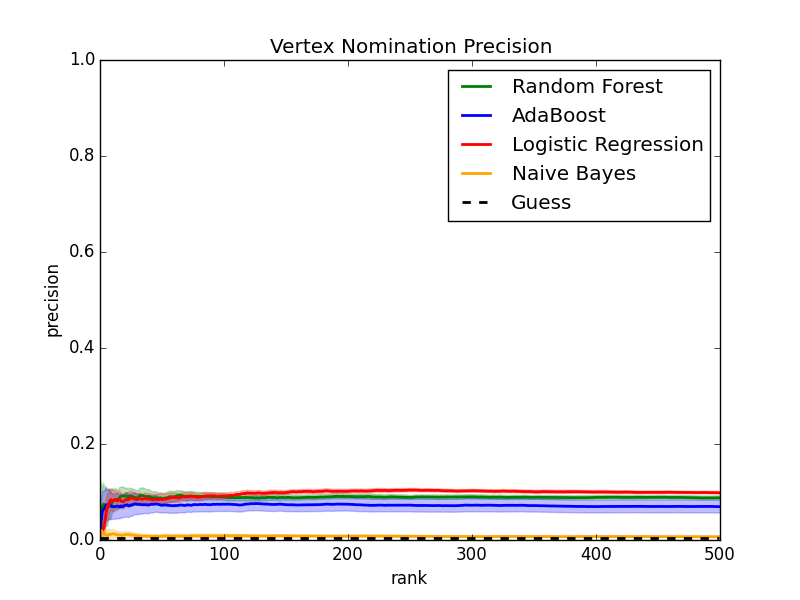 Vertex Nomination Precision
1.0
0.8
0.6
0.4
0.2
0.0
precision
Random Forest
AdaBoost
Logistic Regression
Naive Bayes
Guess
0
100
200
300
400
500
rank